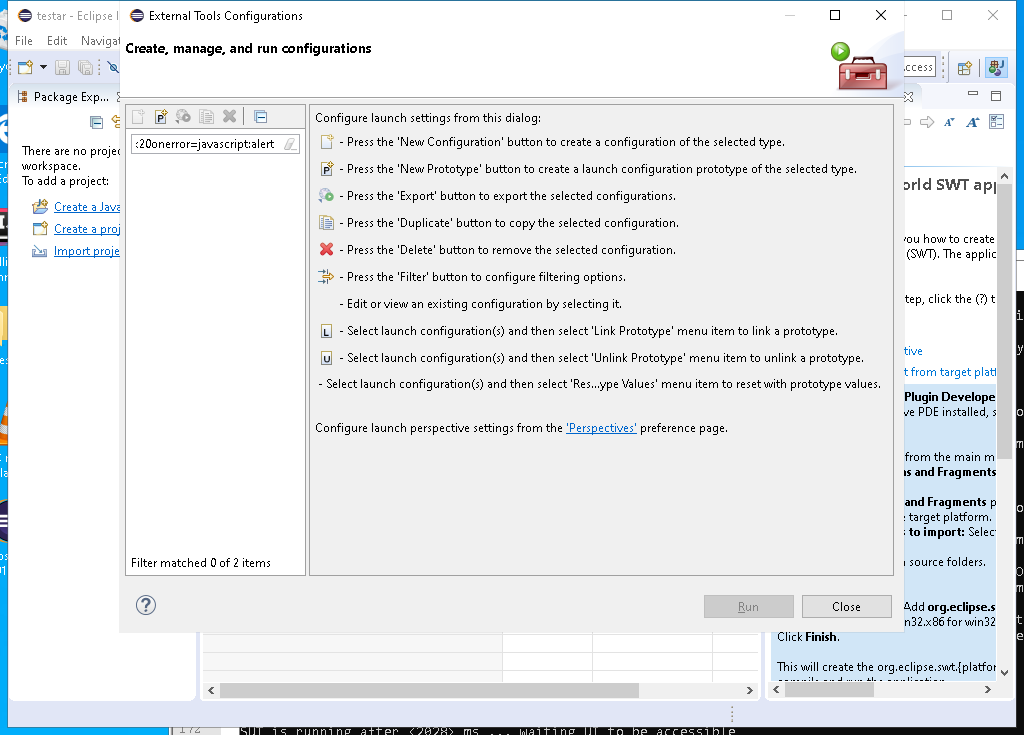 testar - Eclipse I
External Tools Configurations
File Edit Navigat
Create, manage, and run configurations
ccess
Package Exp...
:20onerror=javascript:alert
There are no projec
workspace.
To add a project:
Create a Java
Create a proj
Import proje
Filter matched 0 of 2 items
Configure launch settings from this dialog:
- Press the 'New Configuration' button to create a configuration of the selected type.
- Press the 'New Prototype' button to create a launch configuration prototype of the selected type.
- Press the 'Export' button to export the selected configurations.
- Press the 'Duplicate' button to copy the selected configuration.
- Press the 'Delete' button to remove the selected configuration.
- Press the 'Filter' button to configure filtering options.
- Edit or view an existing configuration by selecting it.
- Select launch configuration(s) and then select 'Link Prototype' menu item to link a prototype.
- Select launch configuration(s) and then select 'Unlink Prototype' menu item to unlink a prototype.
- Select launch configuration(s) and then select 'Res...ype Values' menu item to reset with prototype values.
Configure launch perspective settings from the 'Perspectives' preference page.
Run Close
orld SWT app
you how to create
(SWT). The applic
tep, click the (?) t
tive
t from target platf
Plugin Develope
ve PDE installed, s
from the main m
ns and Fragments
and Fragments p
e target platform.
s to import: Selec
n source folders.
Add org.eclipse.s
in32.x86 for win32
Click Finish.
This will create the org.eclipse.swt.{platfor
compile and run the application.
172
SUT is running after <2028> ms ... waiting UI to be accessible